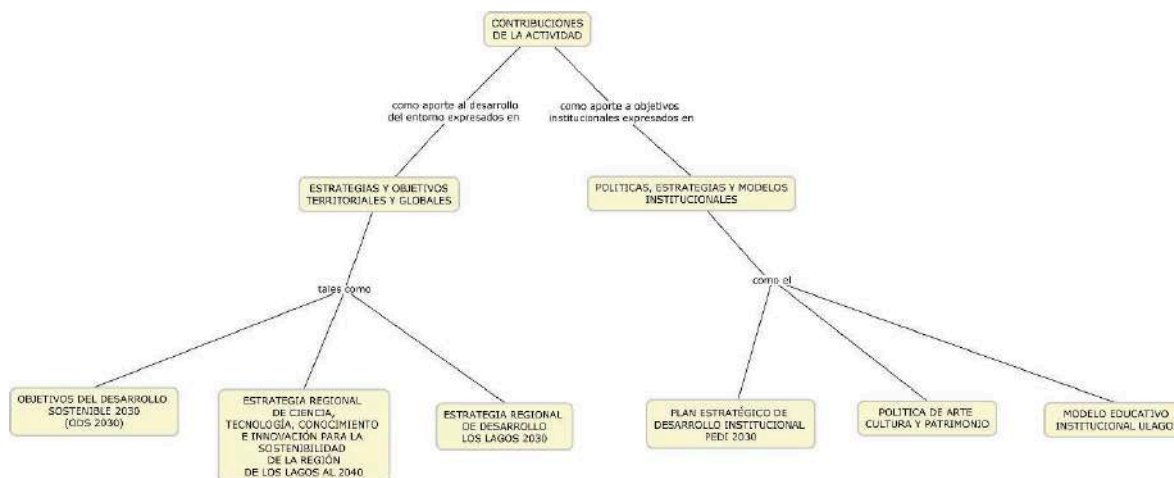 CONTRIBUCIONES
DE LA ACTIVIDAD
como aporte al desarrollo
del entorno expresados en
como aporte a objetivos
institucionales expresados en
ESTRATEGIAS Y OBJETIVOS
TERRITORIALES Y GLOBALES
POLITICAS, ESTRATEGIAS Y MODELOS
INSTITUCIONALES
tales como
como el
OBJETIVOS DEL DESARROLLO
SOSTENIBLE 2030
(ODS 2030)
ESTRATEGIA REGIONAL
DE CIENCIA,
TECNOLOGÍA, CONOCIMIENTO
E INNOVACIÓN PARA LA
SOSTENIBILIDAD
DE LA REGIÓN
DE LOS LAGOS AL 2040
ESTRATEGIA REGIONAL
DE DESARROLLO
LOS LAGOS 2030
PLAN ESTRATÉGICO DE
DESARROLLO INSTITUCIONAL
PEDI 2030
POLITICA DE ARTE
CULTURA Y PATRIMONIO
MODELO EDUCATIVO
INSTITUCIONAL ULAGOS